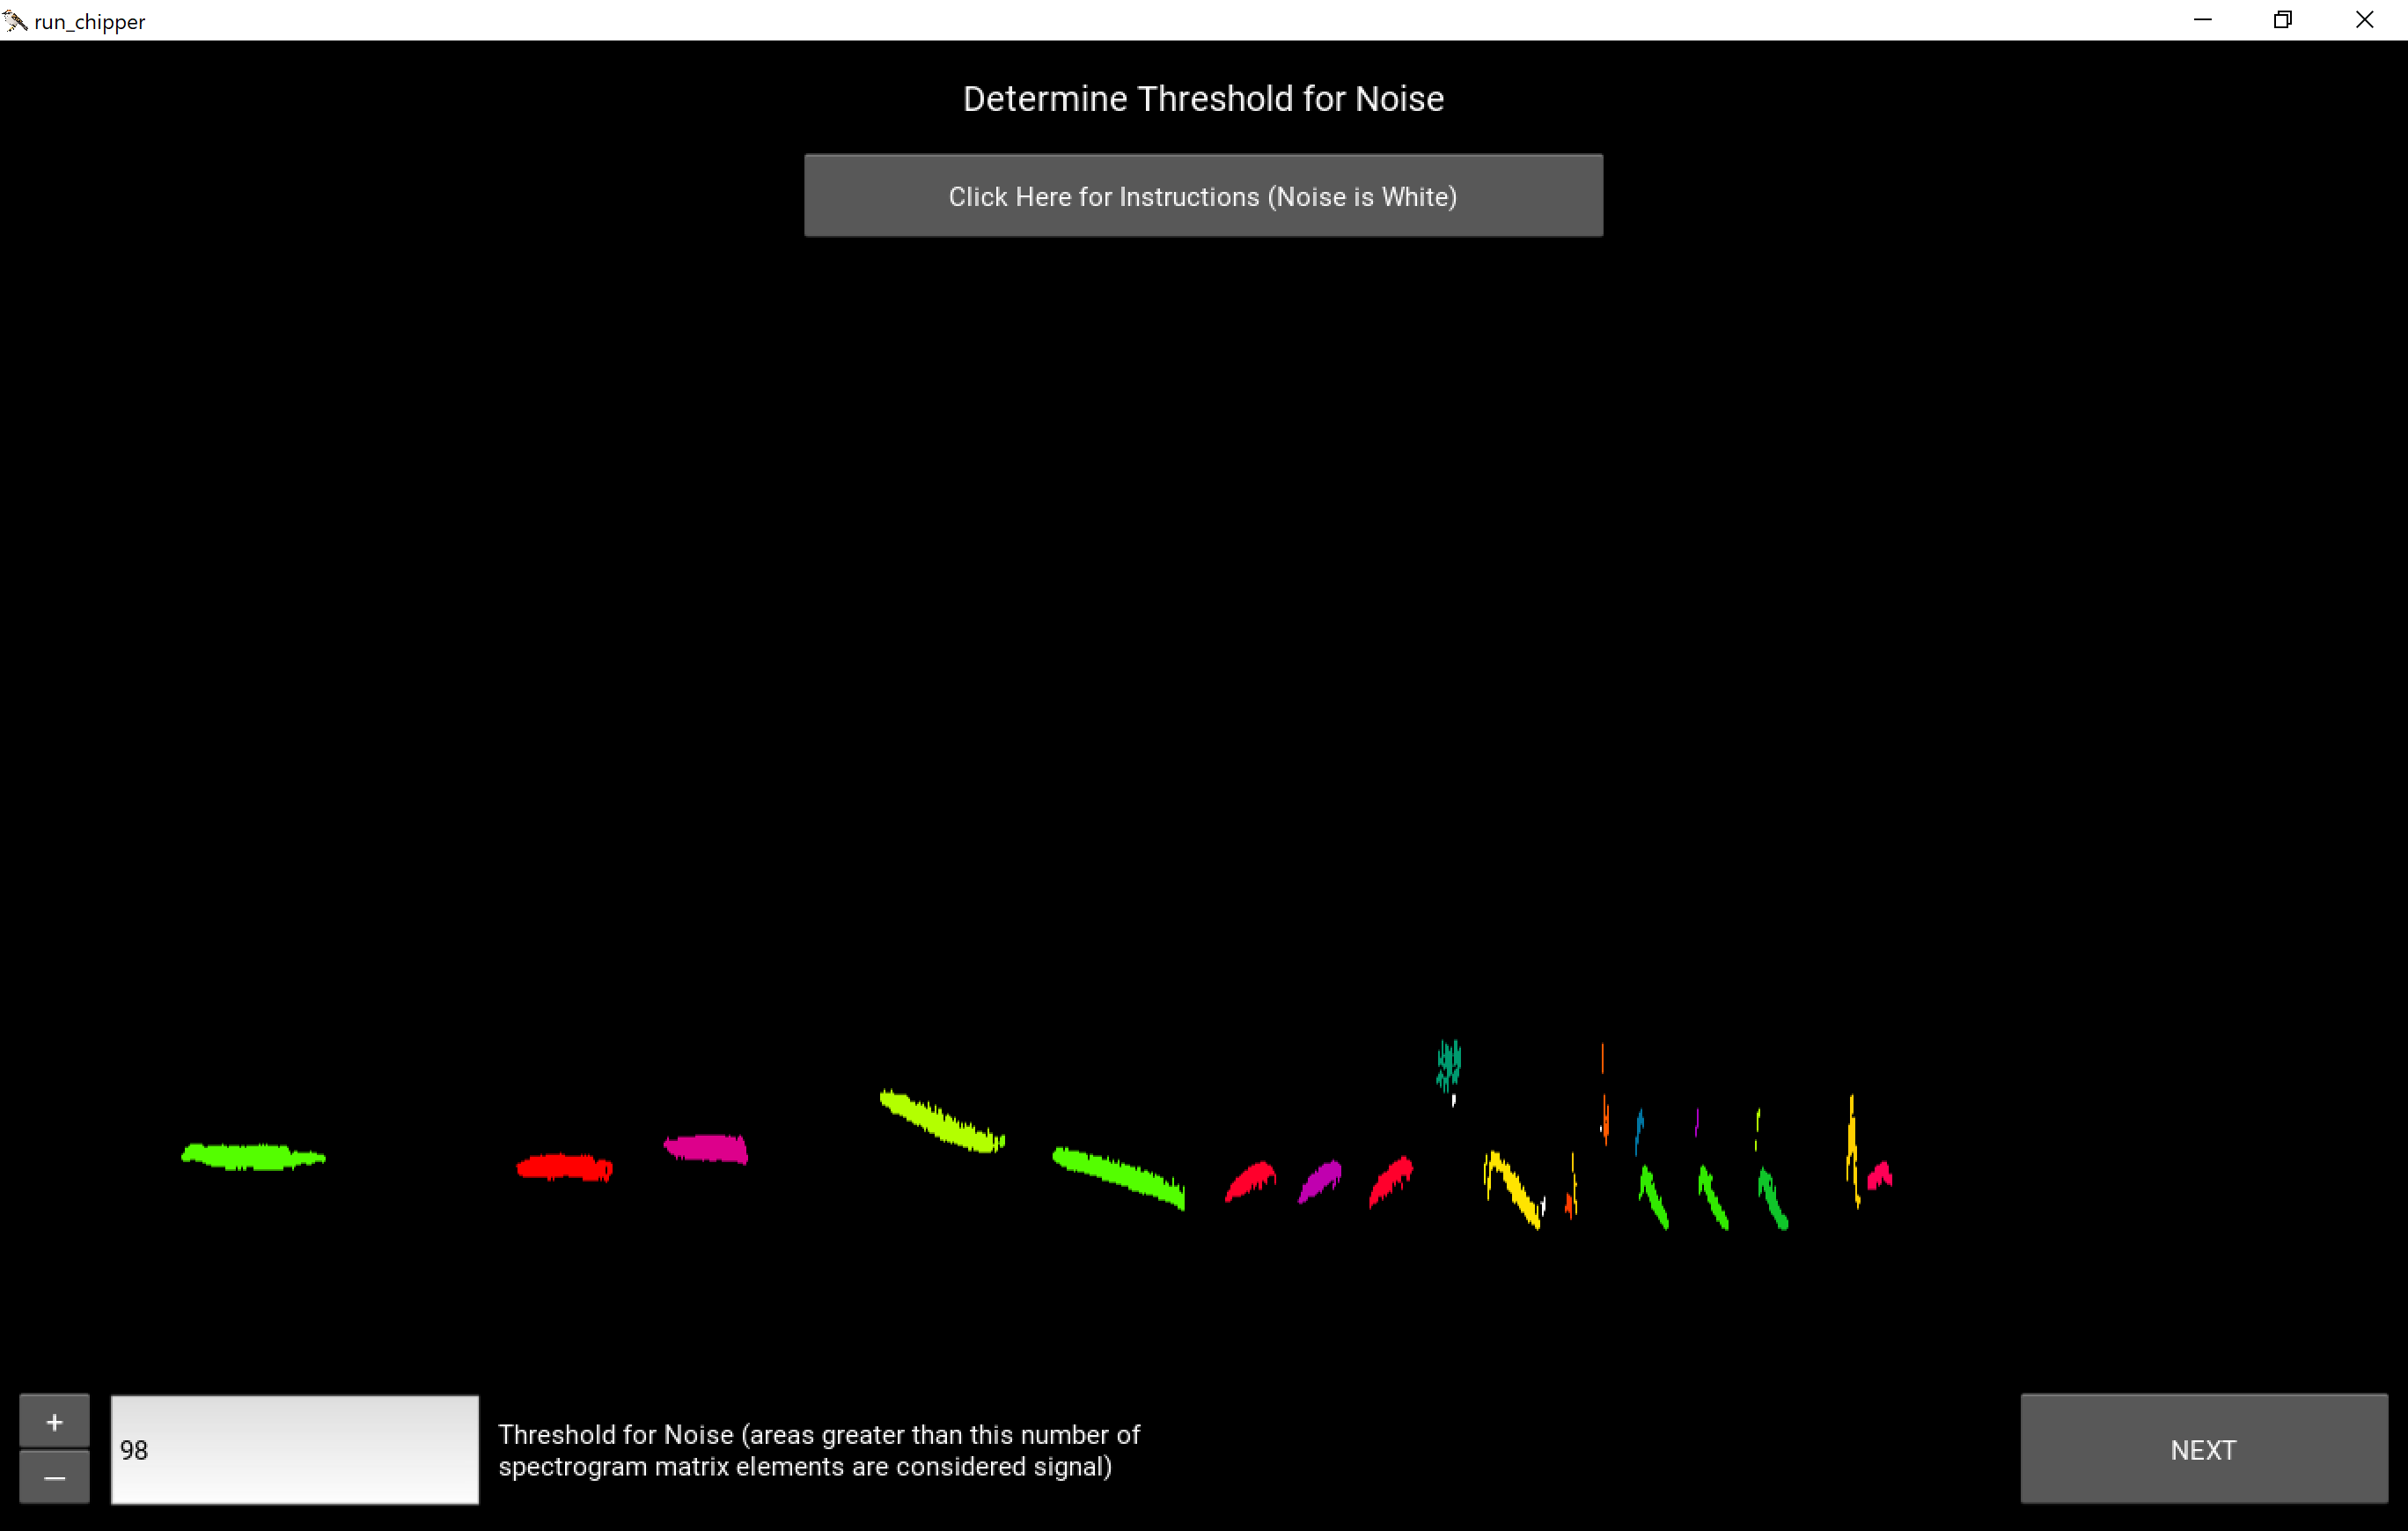 run_chipper
Determine Threshold for Noise
Click Here for Instructions (Noise is White)
+
98
Threshold for Noise (areas greater than this number of
spectrogram matrix elements are considered signal)
—
NEXT